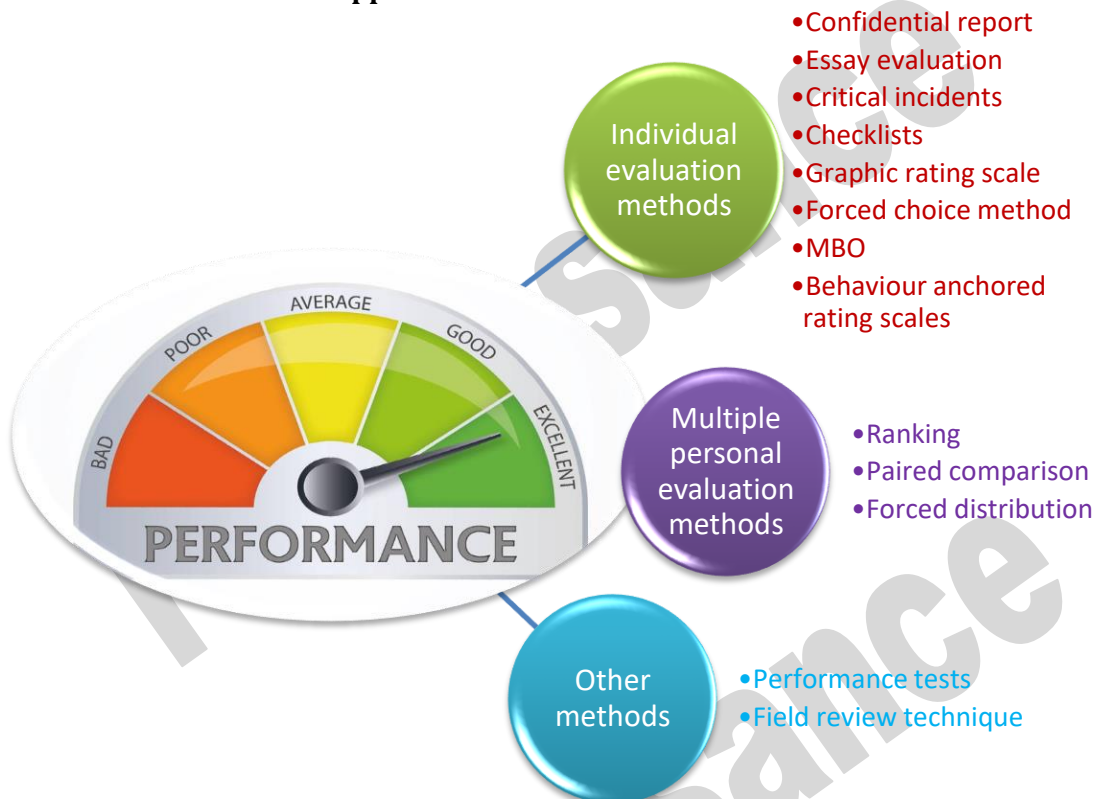 •Confidential report
•Essay evaluation
•Critical incidents
•Checklists
•Graphic rating scale
•Forced choice method
•MBO
•Behaviour anchored
rating scales
Individual
evaluation
methods
BAD
POOR
AVERAGE
GOOD
EXCELLENT
PERFORMANCE
Multiple
personal
evaluation
methods
•Ranking
•Paired comparison
•Forced distribution
Other
methods
•Performance tests
•Field review technique